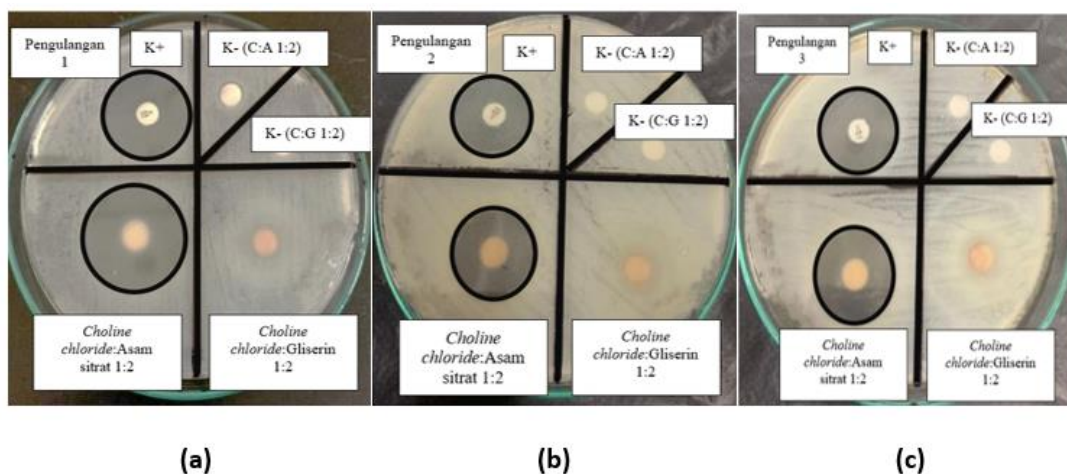 Pengulangan
1
K+
K- (C:A 1:2)
K- (C:G 1:2)
Choline
chloride:Asam
sitrat 1:2
Choline
chloride:Gliserin
1:2
Pengulangan
2
K+
K- (C:A 1:2)
K- (C:G 1:2)
Choline
chloride:Asam
sitrat 1:2
Choline
chloride:Gliserin
1:2
Pengulangan
3
K+
K- (C:A 1:2)
K- (C:G 1:2)
Choline
chloride:Asam
sitrat 1:2
Choline
chloride:Gliserin
1:2
(a)
(b)
(c)